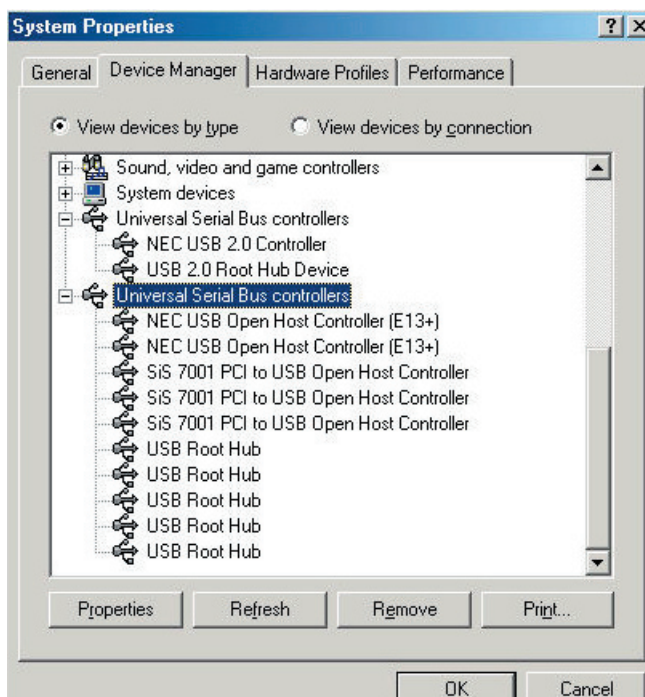 System Properties
General Device Manager Hardware Profiles Performance
View devices by type View devices by connection
Sound, video and game controllers
System devices
Universal Serial Bus controllers
NEC USB 2.0 Controller
USB 2.0 Root Hub Device
Universal Serial Bus controllers
NEC USB Open Host Controller (E13+)
NEC USB Open Host Controller (E13+)
SiS 7001 PCI to USB Open Host Controller
SiS 7001 PCI to USB Open Host Controller
SiS 7001 PCI to USB Open Host Controller
USB Root Hub
USB Root Hub
USB Root Hub
USB Root Hub
USB Root Hub
Properties Refresh Remove Print...
OK Cancel